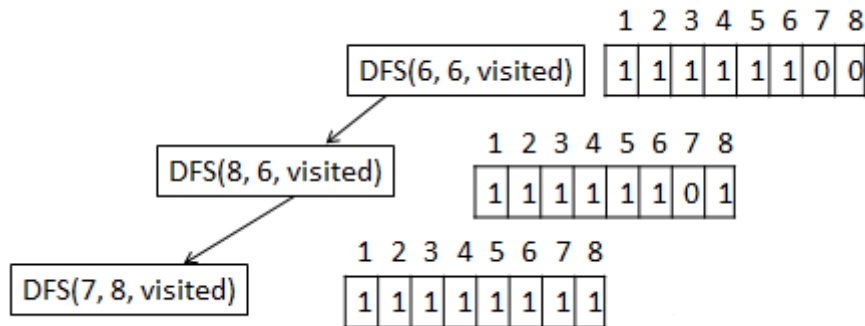 1 2 3 4 5 6 7 8
DFS(6, 6, visited) 1 1 1 1 1 1 0 0
1 2 3 4 5 6 7 8
DFS(8, 6, visited) 1 1 1 1 1 1 0 1
1 2 3 4 5 6 7 8
DFS(7, 8, visited) 1 1 1 1 1 1 1 1